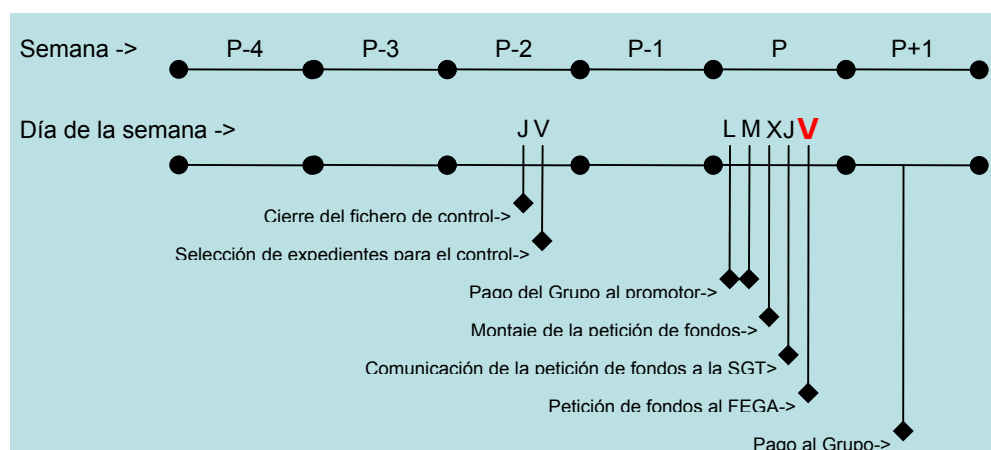 Semana -> P-4 P-3 P-2 P-1 P P+1
Día de la semana -> J V L M X J V
Cierre del fichero de control->
Selección de expedientes para el control->
Pago del Grupo al promotor->
Montaje de la petición de fondos->
Comunicación de la petición de fondos a la SGT>
Petición de fondos al FEGA->
Pago al Grupo->